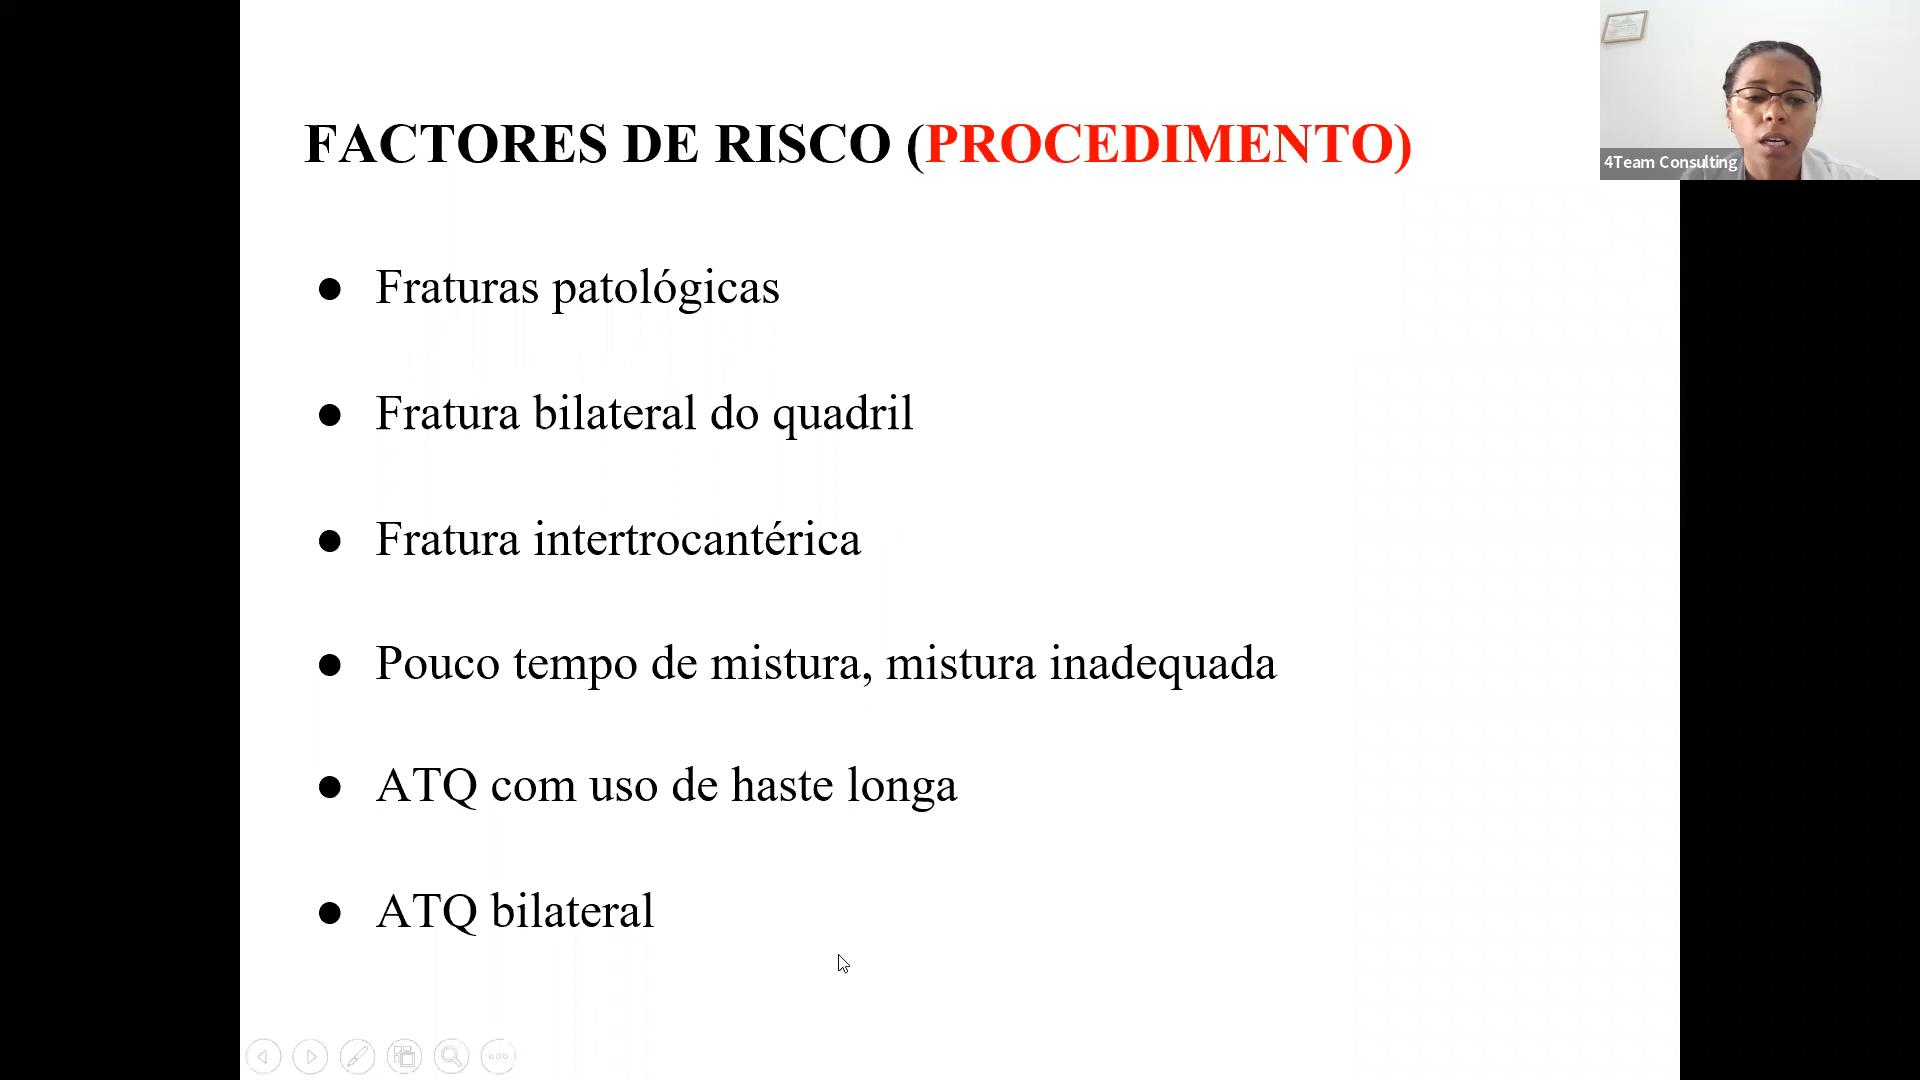 FACTORES DE RISCO (PROCEDIMENTO)
● Fraturas patológicas
● Fratura bilateral do quadril
● Fratura intertrocantérica
● Pouco tempo de mistura, mistura inadequada
● ATQ com uso de haste longa
● ATQ bilateral
4Team Consulting